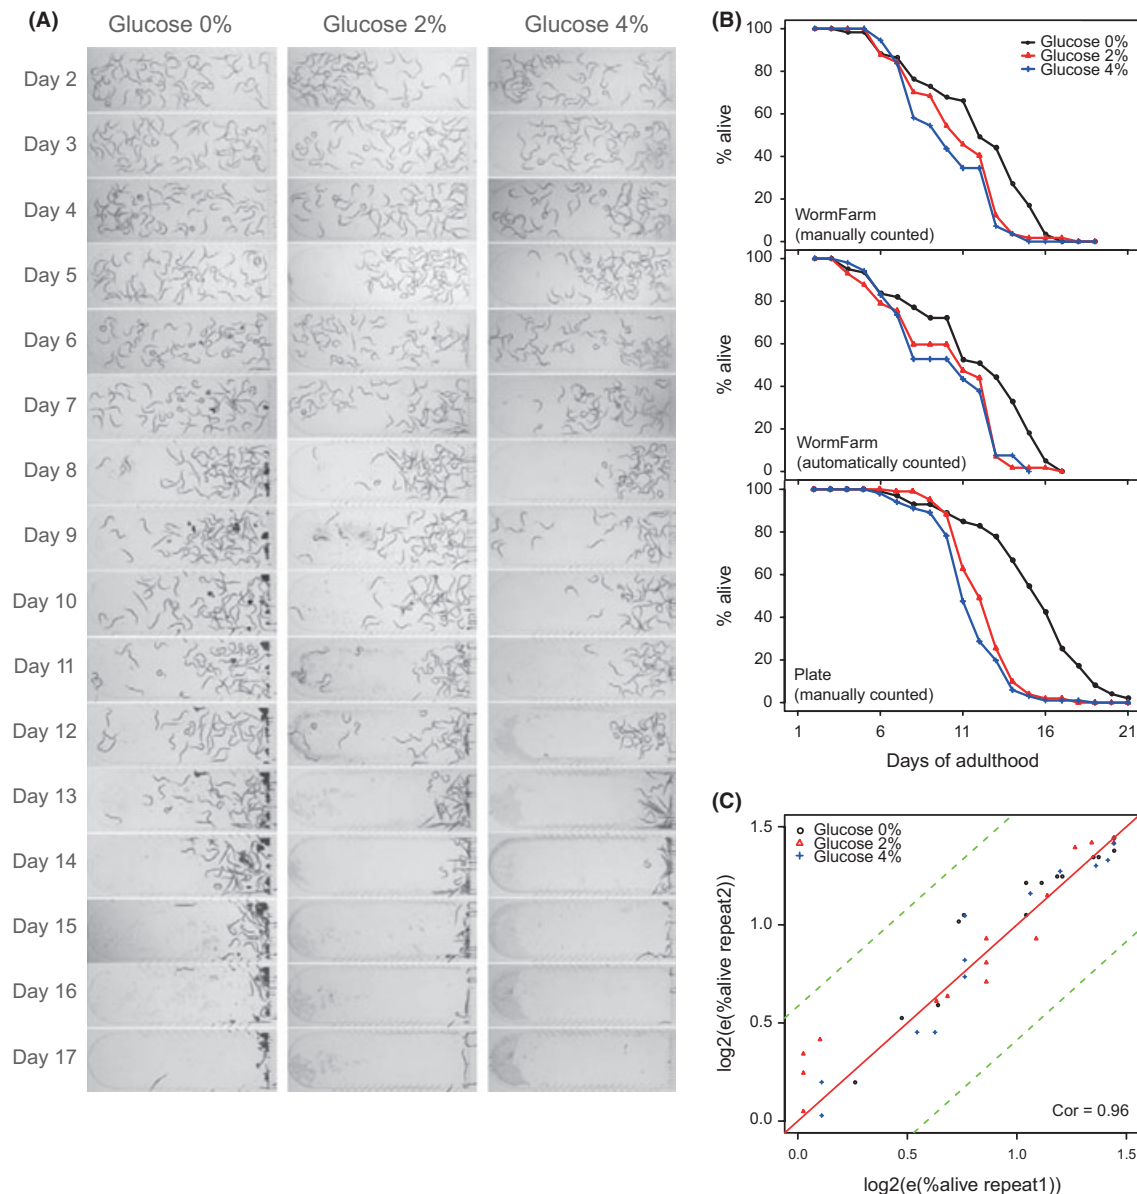 (A)
Glucose 0% Glucose 2% Glucose 4%
Day 2
Day 3
Day 4
Day 5
Day 6
Day 7
Day 8
Day 9
Day 10
Day 11
Day 12
Day 13
Day 14
Day 15
Day 16
Day 17
(B)
Glucose 0%
Glucose 2%
Glucose 4%
100
80
60
40
20
0
% alive
WormFarm
(manually counted)
100
80
60
40
20
0
% alive
WormFarm
(automatically counted)
100
80
60
40
20
0
% alive
Plate
(manually counted)
1 6 11 16 21
Days of adulthood
(C)
Glucose 0%
Glucose 2%
Glucose 4%
1.5
1.0
0.5
0.0
log2(e(%alive repeat2))
Cor = 0.96
0.0 0.5 1.0 1.5
log2(e(%alive repeat1))